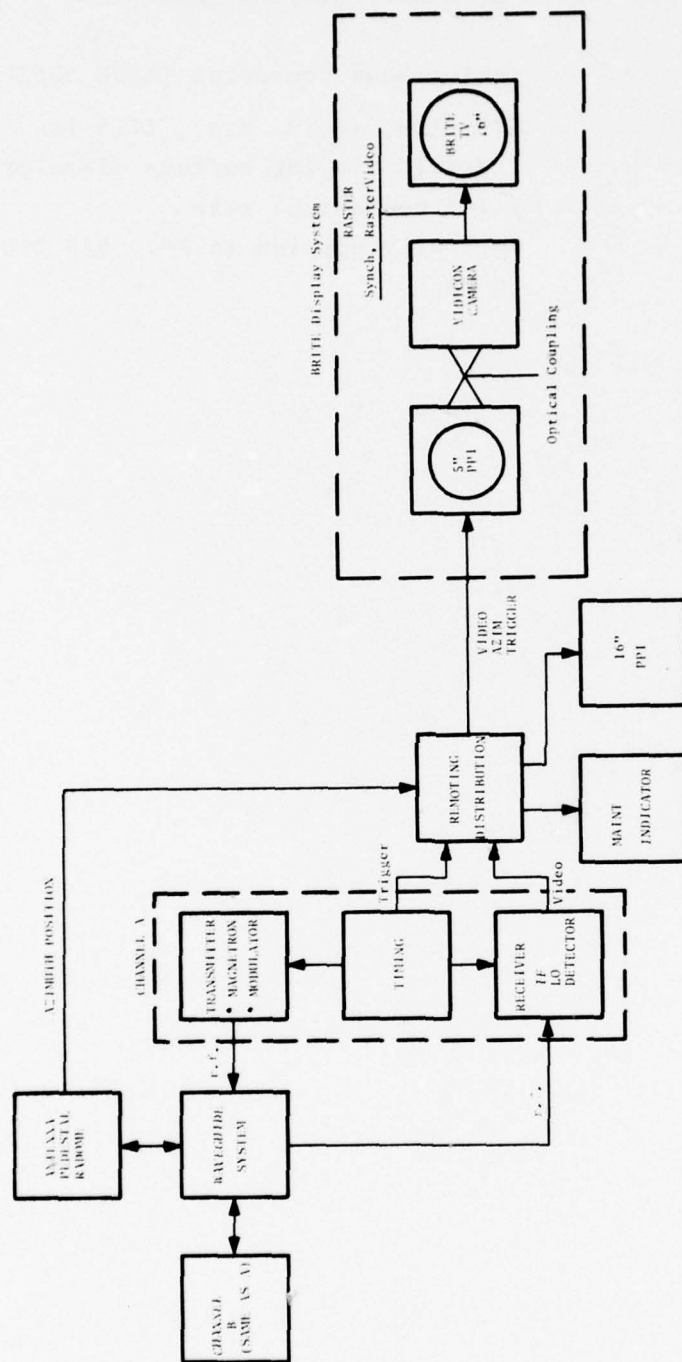 CHANNEL
B
(SAME AS A)
ANTENNA
PEDESTAL
RADOME
WAVEGUIDE
SYSTEM
AZIMUTH POSITION
r.f.
r.f.
CHANNEL A
TRANSMITTER
• MAGNETRON
• MODULATOR
TIMING
RECEIVER
IF
LO
DETECTOR
Trigger
Video
REMOTING
DISTRIBUTION
MAINT
INDICATOR
16"
PPI
VIDEO
AZIM
TRIGGER
BRITE Display System
5"
PPI
Optical Coupling
VIDICON
CAMERA
RASTER
Synch, RasterVideo
BRITE
TV
16"